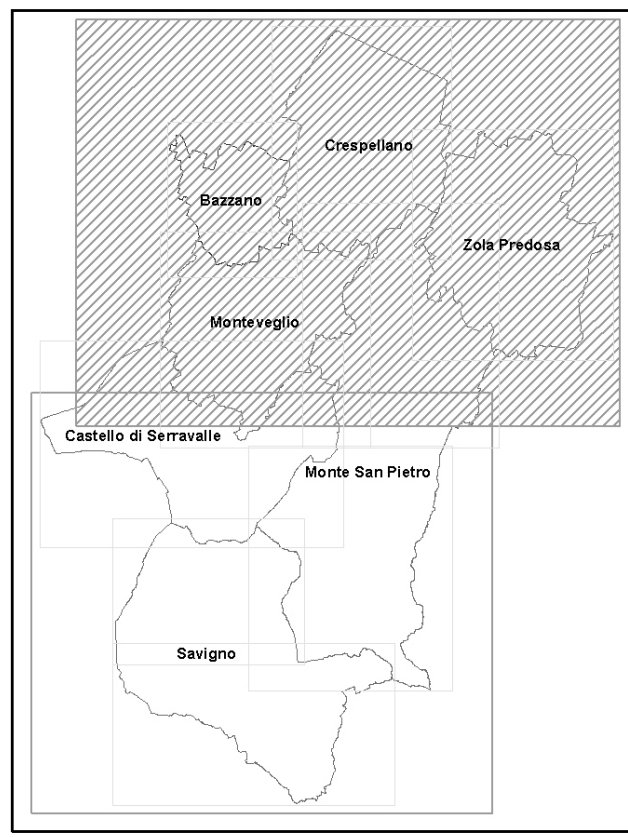 Crespellano
Bazzano
Zola Predosa
Monteveglio
Castello di Serravalle
Monte San Pietro
Savigno